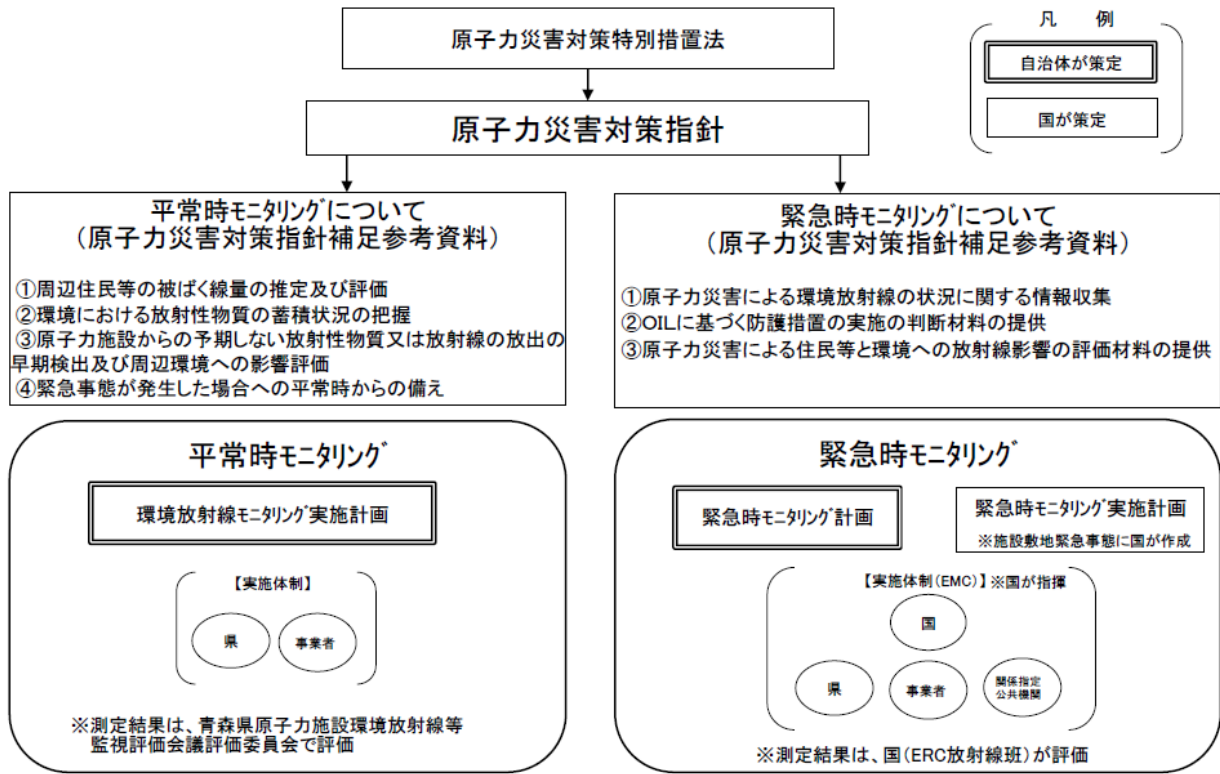 原子力災害対策特別措置法
凡　例
自治体が策定
国が策定
原子力災害対策指針
平常時ﾓﾆﾀﾘﾝｸﾞについて
（原子力災害対策指針補足参考資料）
①周辺住民等の被ばく線量の推定及び評価
②環境における放射性物質の蓄積状況の把握
③原子力施設からの予期しない放射性物質又は放射線の放出の
早期検出及び周辺環境への影響評価
④緊急事態が発生した場合への平常時からの備え
緊急時ﾓﾆﾀﾘﾝｸﾞについて
（原子力災害対策指針補足参考資料）
①原子力災害による環境放射線の状況に関する情報収集
②OILに基づく防護措置の実施の判断材料の提供
③原子力災害による住民等と環境への放射線影響の評価材料の提供
平常時ﾓﾆﾀﾘﾝｸﾞ
環境放射線ﾓﾆﾀﾘﾝｸﾞ実施計画
【実施体制】
県
事業者
※測定結果は、青森県原子力施設環境放射線等
監視評価会議評価委員会で評価
緊急時ﾓﾆﾀﾘﾝｸﾞ
緊急時ﾓﾆﾀﾘﾝｸﾞ計画
緊急時ﾓﾆﾀﾘﾝｸﾞ実施計画
※施設敷地緊急事態に国が作成
【実施体制(EMC)】※国が指揮
国
県
事業者
関係指定
公共機関
※測定結果は、国(ERC放射線班)が評価